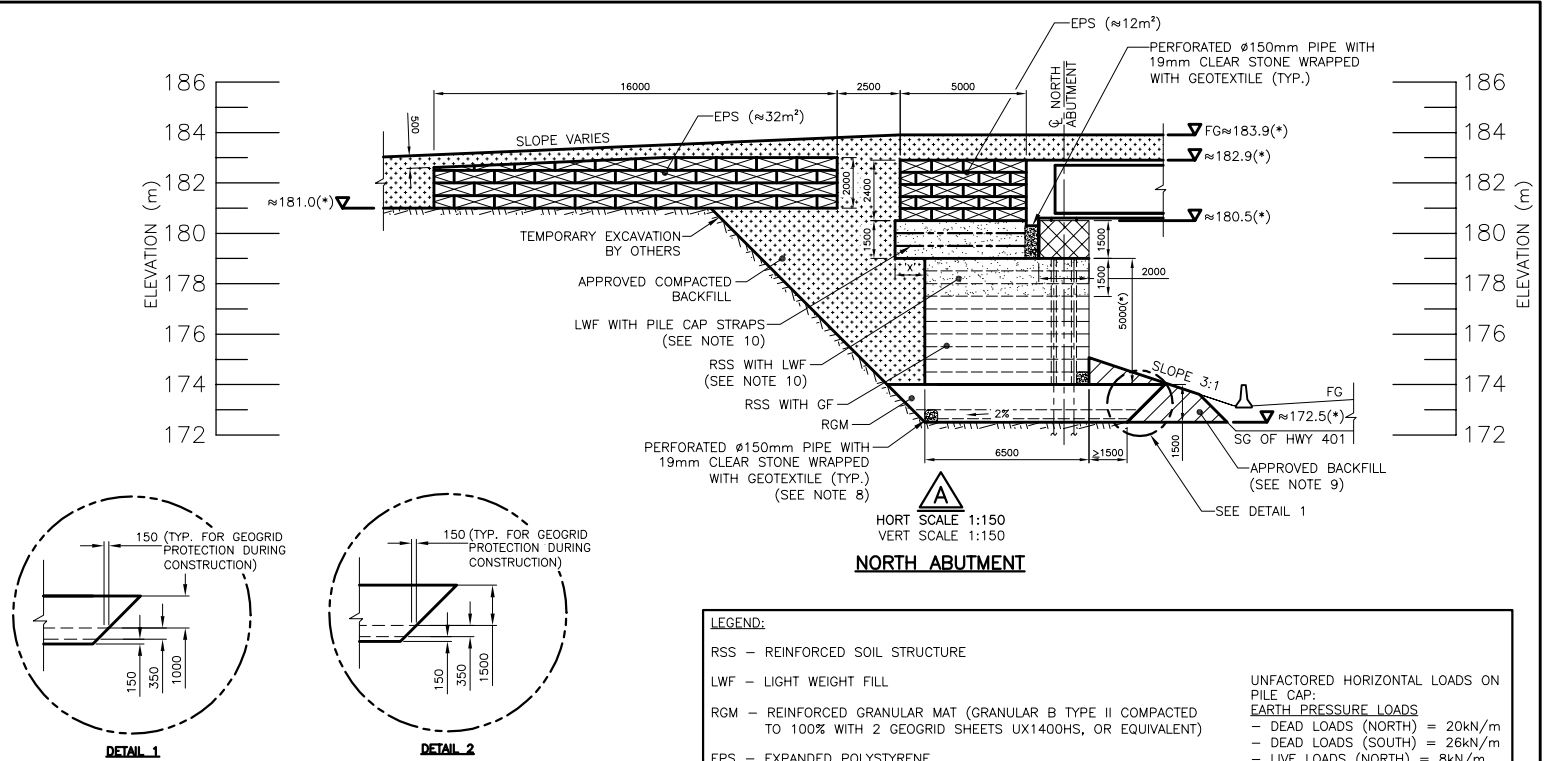 EPS (≈12m²)
PERFORATED ø150mm PIPE WITH
19mm CLEAR STONE WRAPPED
WITH GEOTEXTILE (TYP.)
℄ NORTH
ABUTMENT
186
186
16000
2500
5000
EPS (≈32m²)
500
SLOPE VARIES
184
FG≈183.9(*)
184
≈182.9(*)
182
2000
2400
182
≈181.0(*)
≈180.5(*)
ELEVATION (m)
ELEVATION (m)
180
TEMPORARY EXCAVATION
BY OTHERS
1500
1500
180
178
APPROVED COMPACTED
BACKFILL
X
1500
2000
178
5000(*)
LWF WITH PILE CAP STRAPS
(SEE NOTE 10)
176
176
RSS WITH LWF
(SEE NOTE 10)
SLOPE 3:1
174
174
RSS WITH GF
FG
RGM
2%
≈172.5(*)
172
172
SG OF HWY 401
PERFORATED ø150mm PIPE WITH
19mm CLEAR STONE WRAPPED
WITH GEOTEXTILE (TYP.)
(SEE NOTE 8)
6500
≥1500
1500
APPROVED BACKFILL
(SEE NOTE 9)
SEE DETAIL 1
A
HORT SCALE 1:150
VERT SCALE 1:150
NORTH ABUTMENT
150 (TYP. FOR GEOGRID
PROTECTION DURING
CONSTRUCTION)
150
350
1000
DETAIL 1
150 (TYP. FOR GEOGRID
PROTECTION DURING
CONSTRUCTION)
150
350
1500
DETAIL 2
LEGEND:
RSS – REINFORCED SOIL STRUCTURE
LWF – LIGHT WEIGHT FILL
RGM – REINFORCED GRANULAR MAT (GRANULAR B TYPE II COMPACTED
TO 100% WITH 2 GEOGRID SHEETS UX1400HS, OR EQUIVALENT)
EPS – EXPANDED POLYSTYRENE
UNFACTORED HORIZONTAL LOADS ON
PILE CAP:
EARTH PRESSURE LOADS
– DEAD LOADS (NORTH) = 20kN/m
– DEAD LOADS (SOUTH) = 26kN/m
– LIVE LOADS (NORTH) = 8kN/m